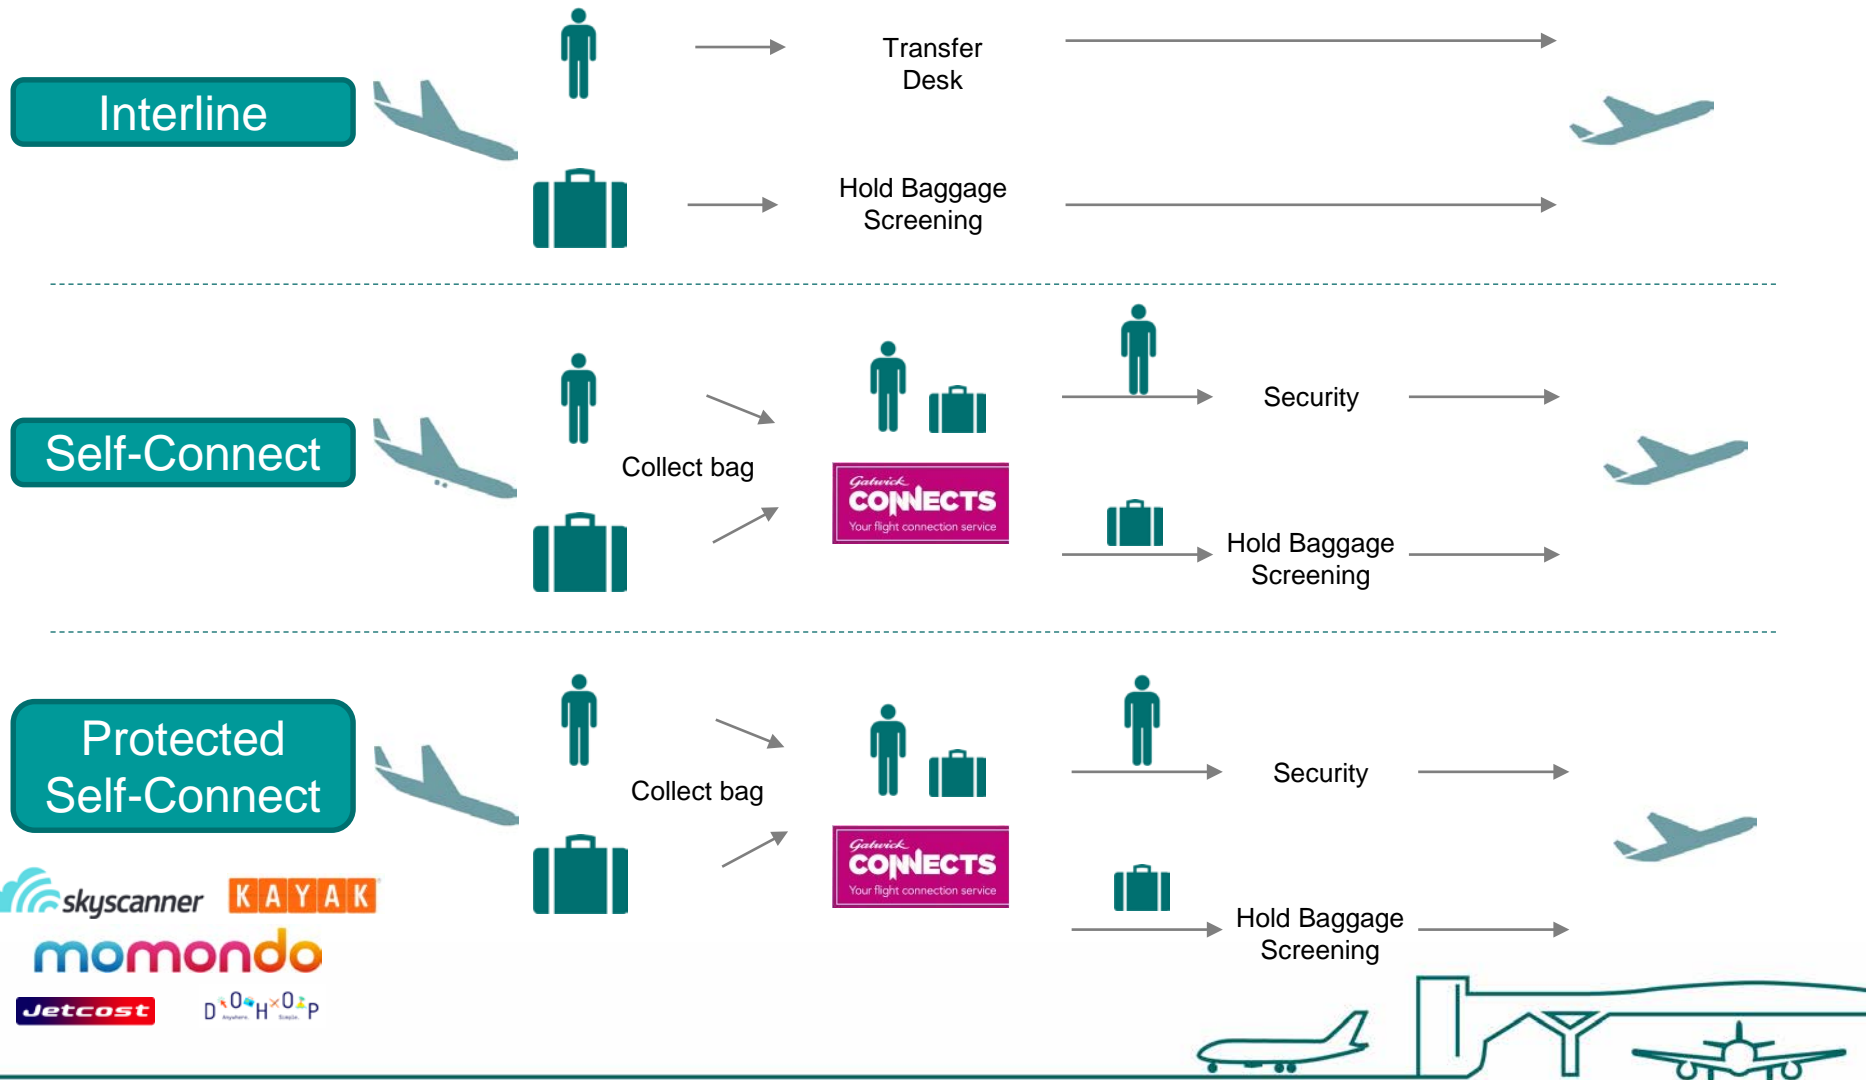 Interline
Transfer
Desk
Hold Baggage
Screening
Self-Connect
Collect bag
Gatwick
CONNECTS
Your flight connection service
Security
Hold Baggage
Screening
Protected
Self-Connect
Collect bag
Gatwick
CONNECTS
Your flight connection service
Security
Hold Baggage
Screening
skyscanner
KAYAK
momondo
Jetcost
DOHOP
Anywhere. Simple.